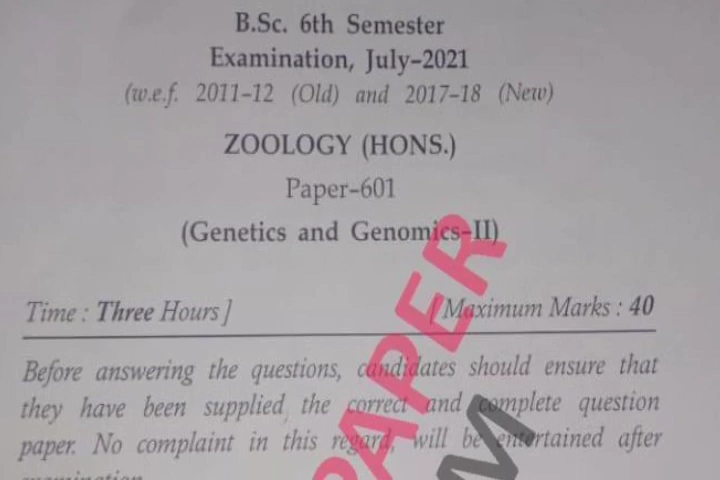 B.Sc. 6th Semester
Examination, July-2021
(w.e.f. 2011-12 (Old) and 2017-18 (New)
ZOOLOGY (HONS.)
Paper-601
(Genetics and Genomics-II)
Time : Three Hours ] [ Maximum Marks : 40
Before answering the questions, candidates should ensure that
they have been supplied the correct and complete question
paper. No complaint in this regard, will be entertained after
examination
PAPER
M